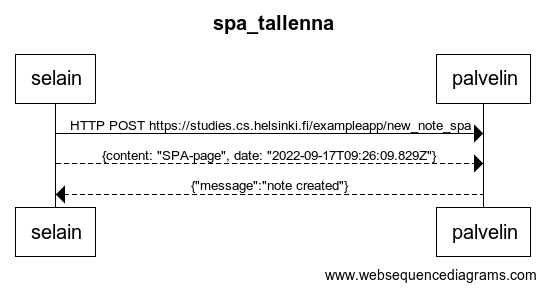 spa_tallenna
selain palvelin
HTTP POST https://studies.cs.helsinki.fi/exampleapp/new_note_spa
{content: "SPA-page", date: "2022-09-17T09:26:09.829Z"}
{"message":"note created"}
selain palvelin
www.websequencediagrams.com